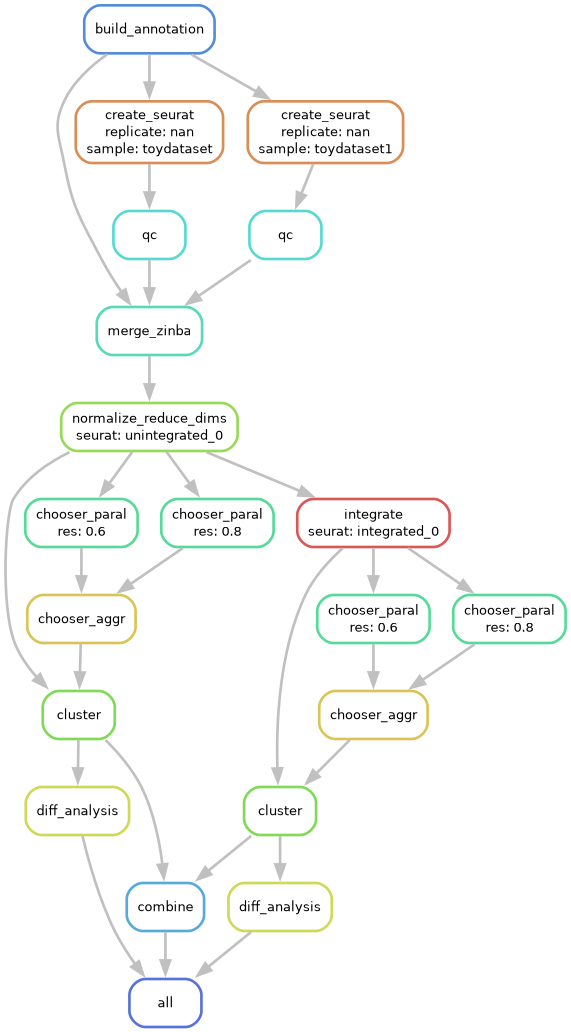 build_annotation
create_seurat
replicate: nan
sample: toydataset
create_seurat
replicate: nan
sample: toydataset1
qc
qc
merge_zinba
normalize_reduce_dims
seurat: unintegrated_0
chooser_paral
res: 0.6
chooser_paral
res: 0.8
integrate
seurat: integrated_0
chooser_aggr
chooser_paral
res: 0.6
chooser_paral
res: 0.8
cluster
chooser_aggr
diff_analysis
cluster
combine
diff_analysis
all